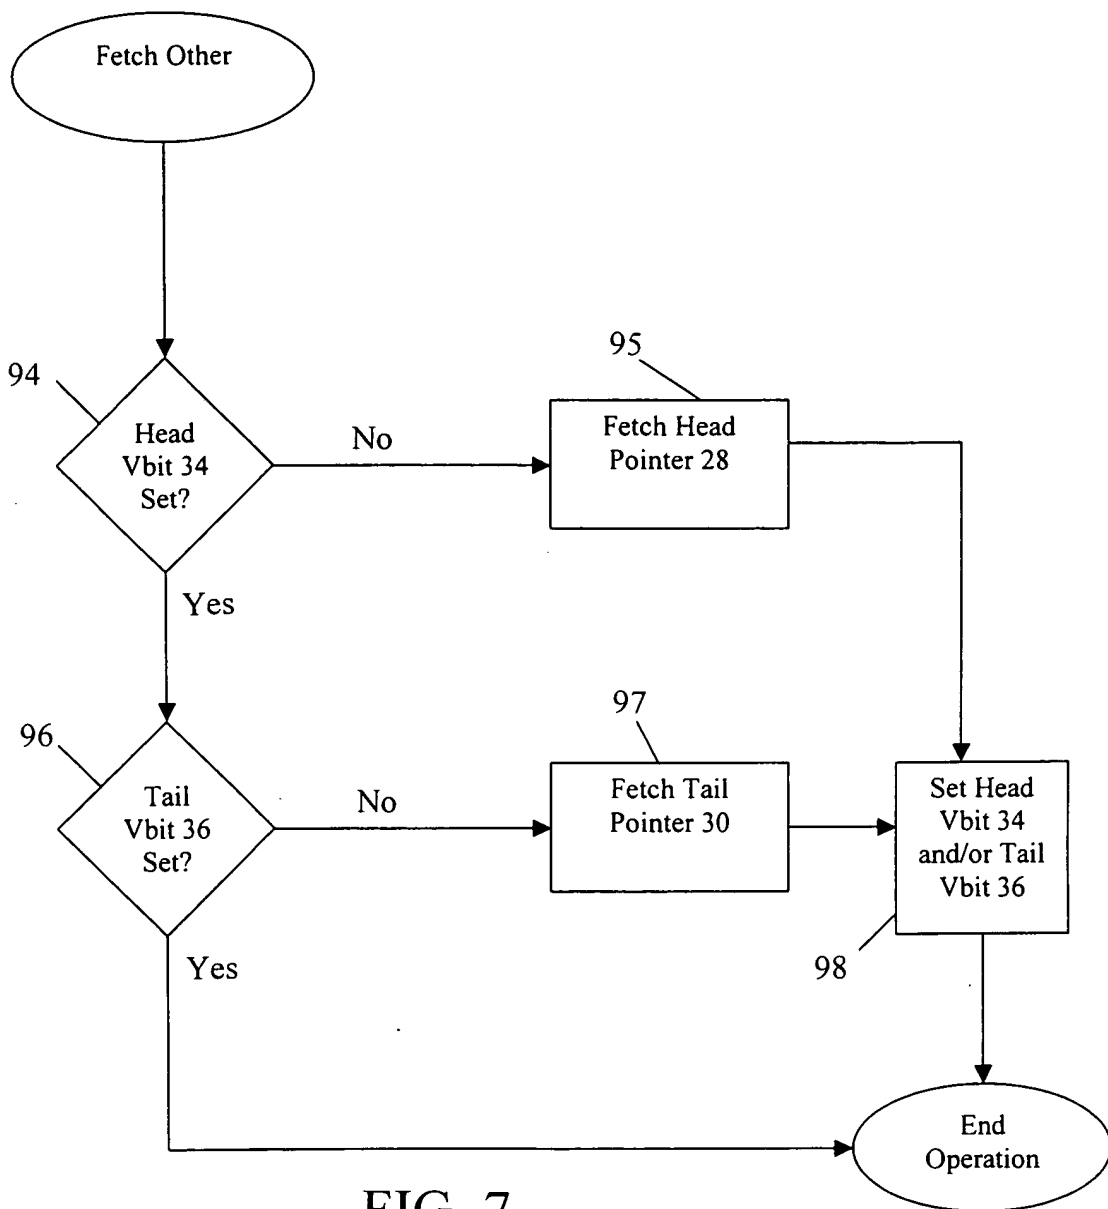 Fetch Other
94
Head
Vbit 34
Set?
No
95
Fetch Head
Pointer 28
Yes
96
Tail
Vbit 36
Set?
No
97
Fetch Tail
Pointer 30
Set Head
Vbit 34
and/or Tail
Vbit 36
98
Yes
End
Operation
FIG. 7